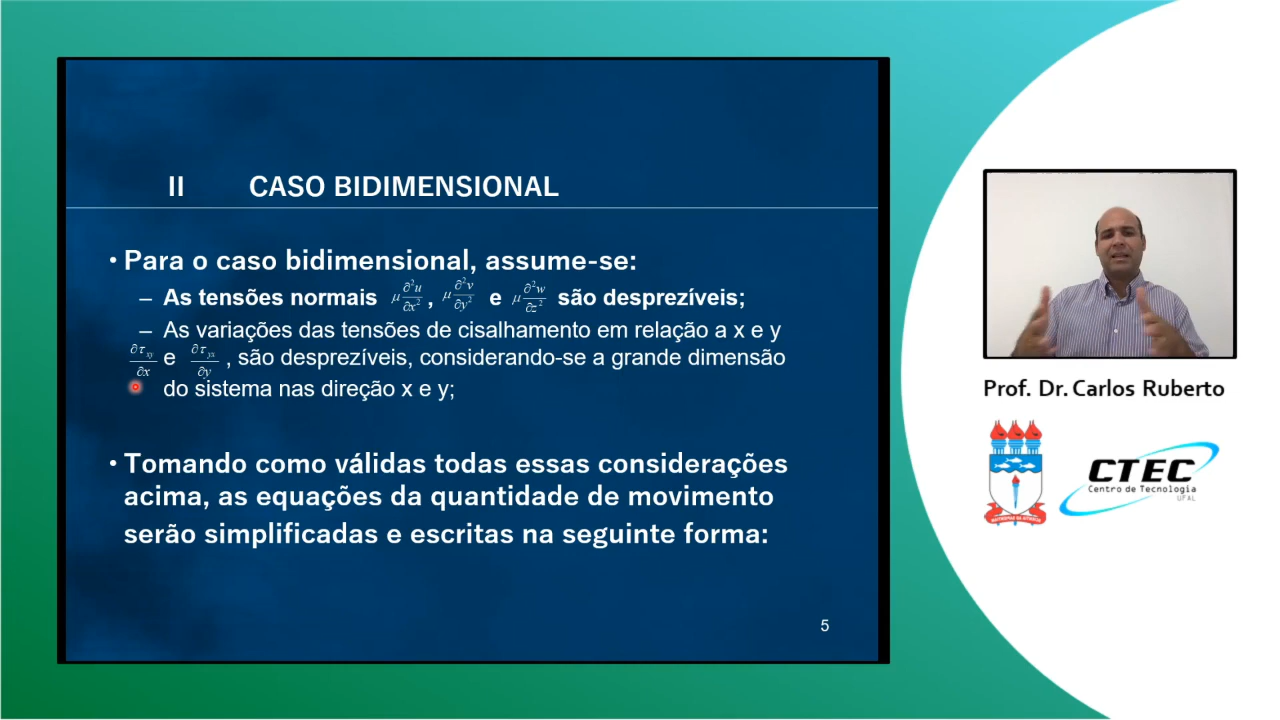 II CASO BIDIMENSIONAL
• Para o caso bidimensional, assume-se:
– As tensões normais μ ∂²u/∂x² , μ ∂²v/∂y² e μ ∂²w/∂z² são desprezíveis;
– As variações das tensões de cisalhamento em relação a x e y
∂τxy/∂x e ∂τyx/∂y , são desprezíveis, considerando-se a grande dimensão
do sistema nas direção x e y;
• Tomando como válidas todas essas considerações
acima, as equações da quantidade de movimento
serão simplificadas e escritas na seguinte forma:
5
Prof. Dr. Carlos Ruberto
CTEC
Centro de Tecnologia
UFAL